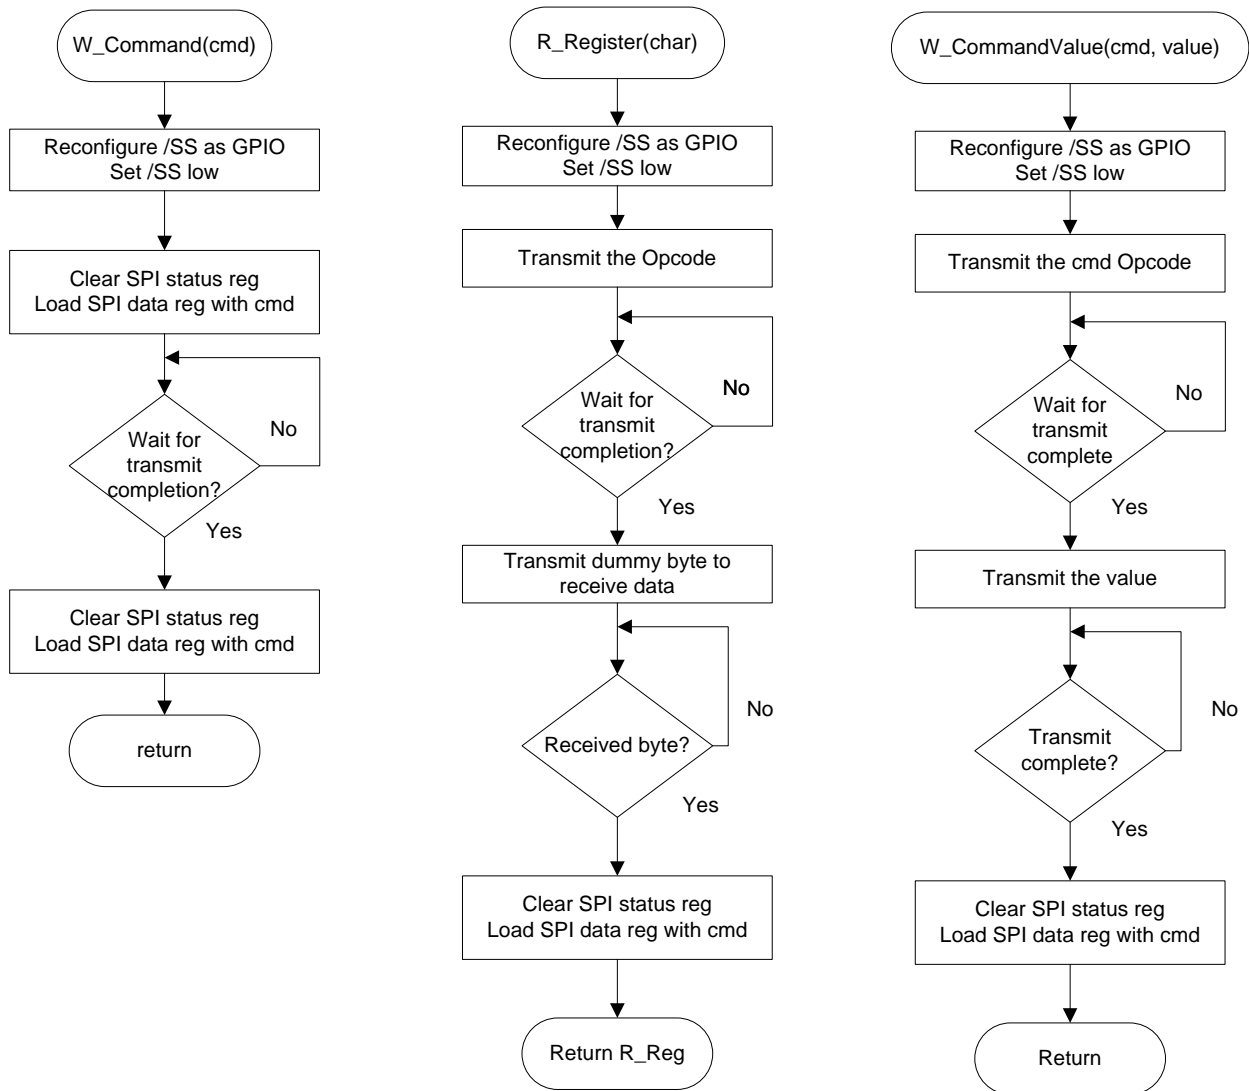 W_Command(cmd)
Reconfigure /SS as GPIO
Set /SS low
Clear SPI status reg
Load SPI data reg with cmd
No
Wait for
transmit
completion?
Yes
Clear SPI status reg
Load SPI data reg with cmd
return
R_Register(char)
Reconfigure /SS as GPIO
Set /SS low
Transmit the Opcode
No
Wait for
transmit
completion?
Yes
Transmit dummy byte to
receive data
No
Received byte?
Yes
Clear SPI status reg
Load SPI data reg with cmd
Return R_Reg
W_CommandValue(cmd, value)
Reconfigure /SS as GPIO
Set /SS low
Transmit the cmd Opcode
No
Wait for
transmit
complete
Yes
Transmit the value
No
Transmit
complete?
Yes
Clear SPI status reg
Load SPI data reg with cmd
Return